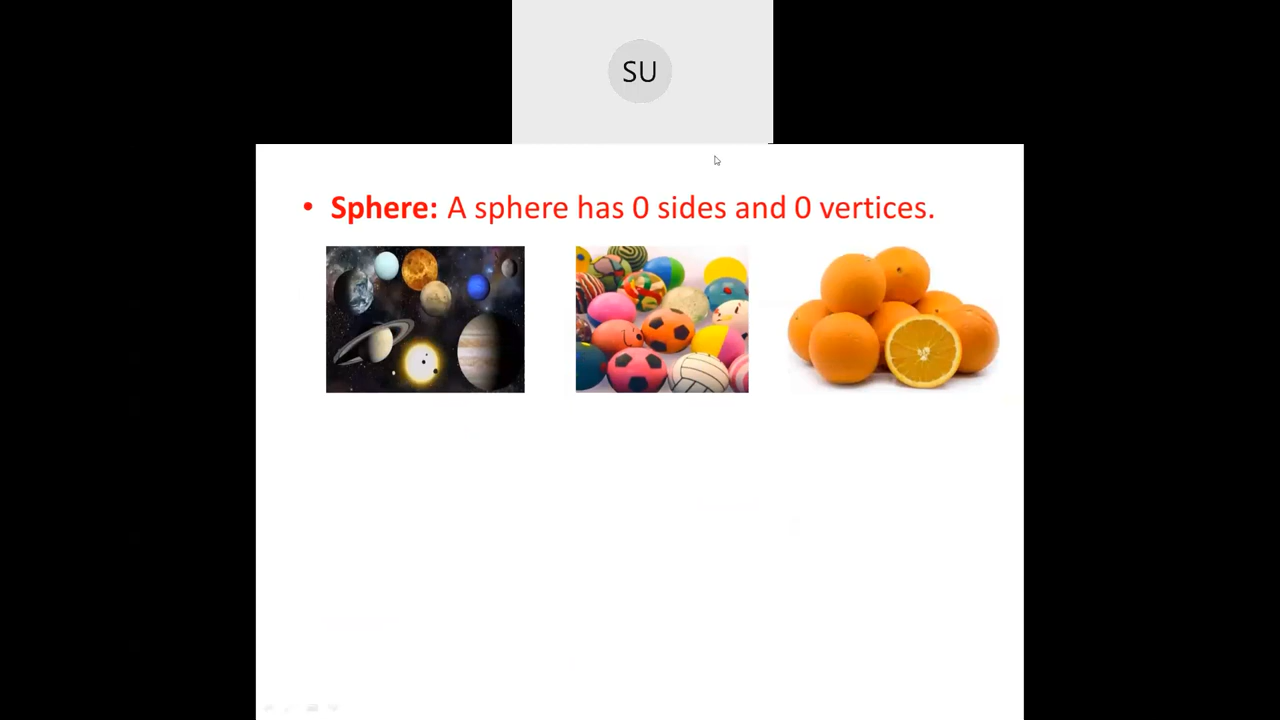 SU
• Sphere: A sphere has 0 sides and 0 vertices.